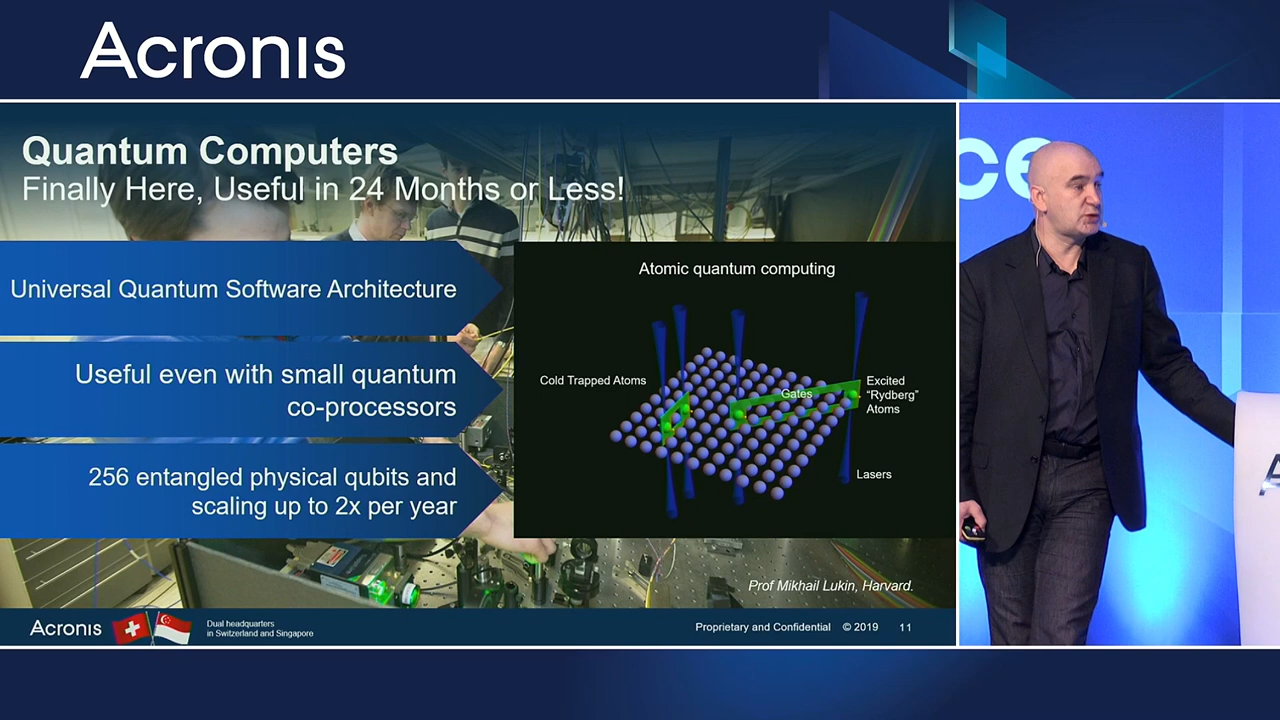 Acronis
Quantum Computers
Finally Here, Useful in 24 Months or Less!
Universal Quantum Software Architecture
Useful even with small quantum
co-processors
256 entangled physical qubits and
scaling up to 2x per year
Atomic quantum computing
Cold Trapped Atoms
Gates
Excited
“Rydberg”
Atoms
Lasers
Prof Mikhail Lukin, Harvard.
Acronis
Dual headquarters
in Switzerland and Singapore
Proprietary and Confidential © 2019 11
ce
A